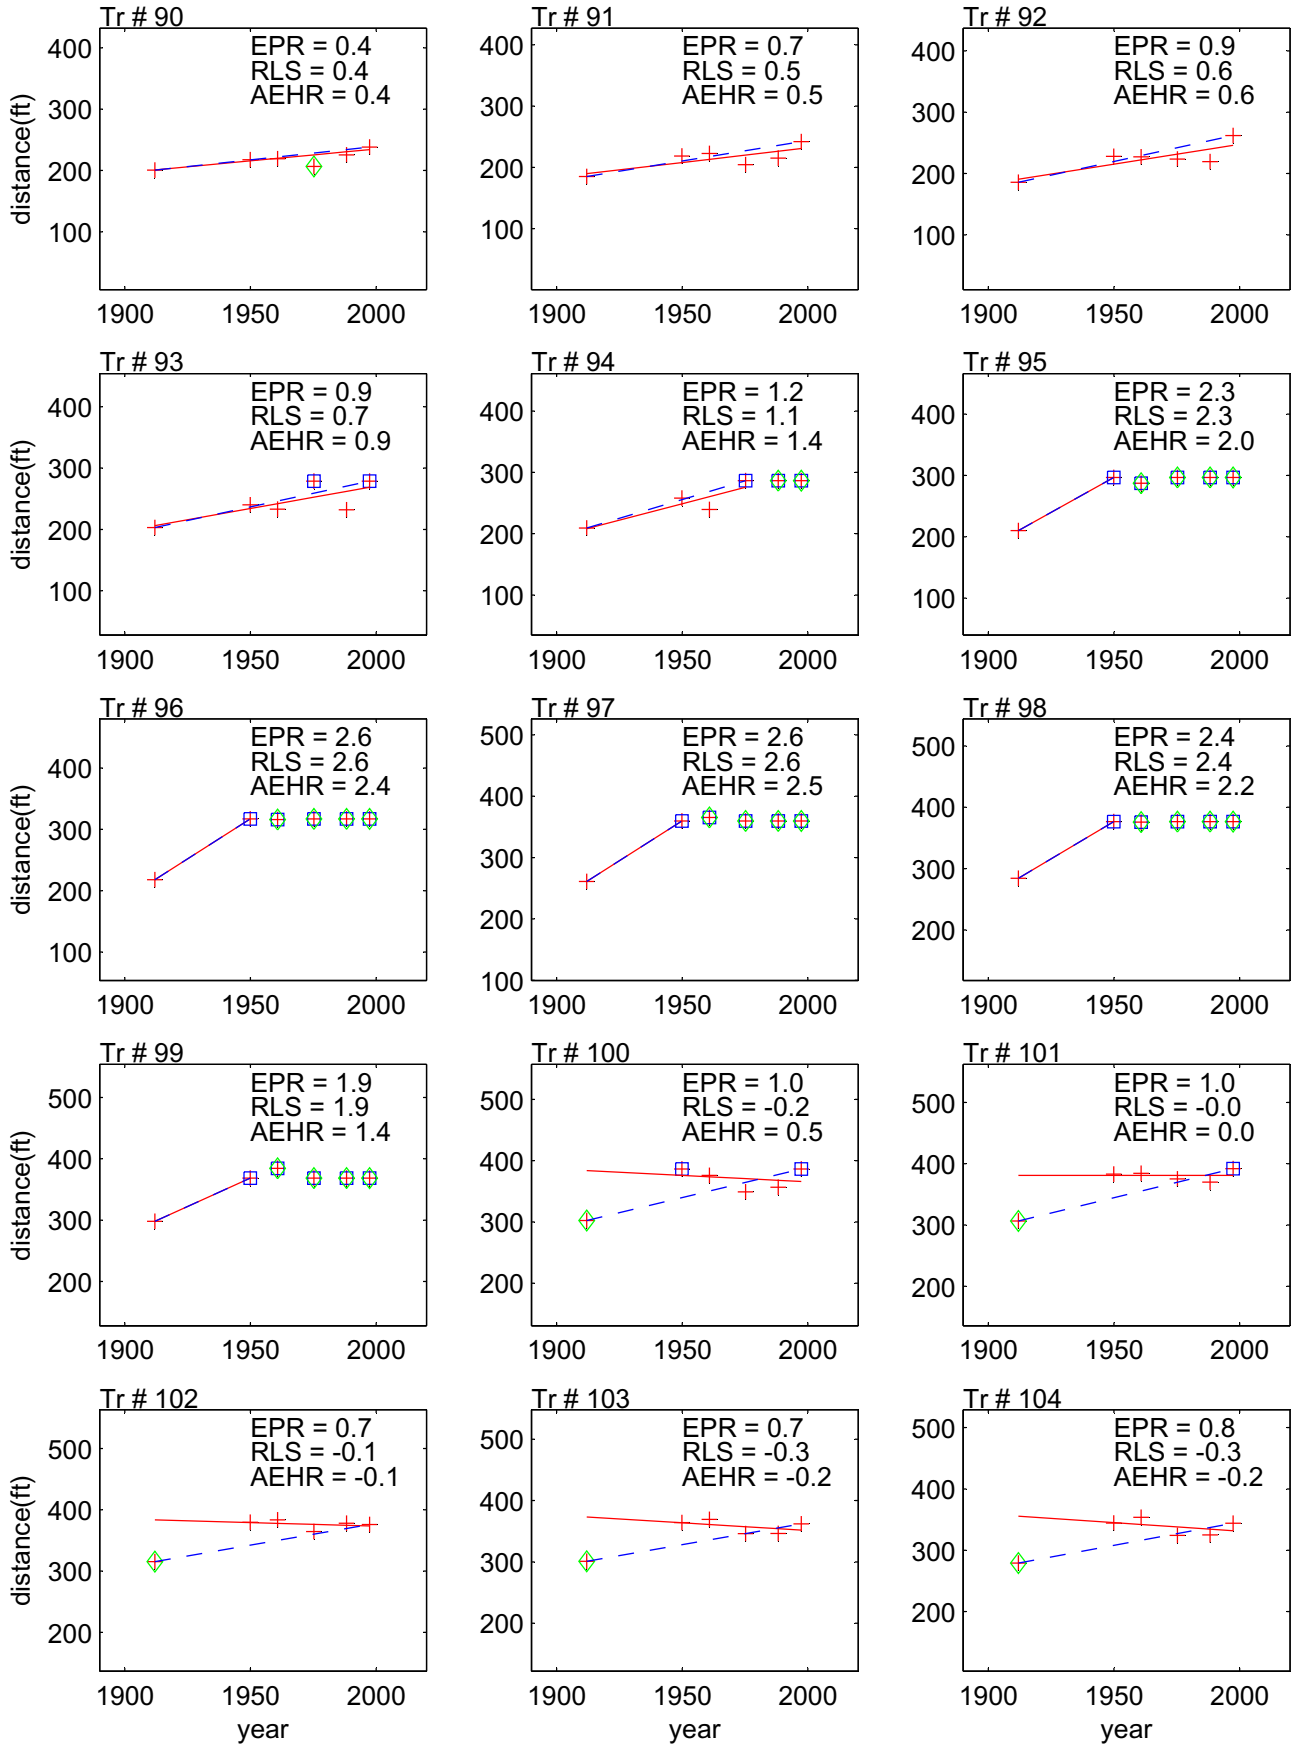 Tr # 90
EPR = 0.4
RLS = 0.4
AEHR = 0.4
400
300
200
100
distance(ft)
1900 1950 2000
Tr # 91
EPR = 0.7
RLS = 0.5
AEHR = 0.5
400
300
200
100
1900 1950 2000
Tr # 92
EPR = 0.9
RLS = 0.6
AEHR = 0.6
400
300
200
100
1900 1950 2000
Tr # 93
EPR = 0.9
RLS = 0.7
AEHR = 0.9
400
300
200
100
distance(ft)
1900 1950 2000
Tr # 94
EPR = 1.2
RLS = 1.1
AEHR = 1.4
400
300
200
100
1900 1950 2000
Tr # 95
EPR = 2.3
RLS = 2.3
AEHR = 2.0
400
300
200
100
1900 1950 2000
Tr # 96
EPR = 2.6
RLS = 2.6
AEHR = 2.4
400
300
200
100
distance(ft)
1900 1950 2000
Tr # 97
EPR = 2.6
RLS = 2.6
AEHR = 2.5
500
400
300
200
100
1900 1950 2000
Tr # 98
EPR = 2.4
RLS = 2.4
AEHR = 2.2
500
400
300
200
1900 1950 2000
Tr # 99
EPR = 1.9
RLS = 1.9
AEHR = 1.4
500
400
300
200
distance(ft)
1900 1950 2000
Tr # 100
EPR = 1.0
RLS = -0.2
AEHR = 0.5
500
400
300
200
1900 1950 2000
Tr # 101
EPR = 1.0
RLS = -0.0
AEHR = 0.0
500
400
300
200
1900 1950 2000
Tr # 102
EPR = 0.7
RLS = -0.1
AEHR = -0.1
500
400
300
200
distance(ft)
1900 1950 2000
year
Tr # 103
EPR = 0.7
RLS = -0.3
AEHR = -0.2
500
400
300
200
1900 1950 2000
year
Tr # 104
EPR = 0.8
RLS = -0.3
AEHR = -0.2
500
400
300
200
1900 1950 2000
year